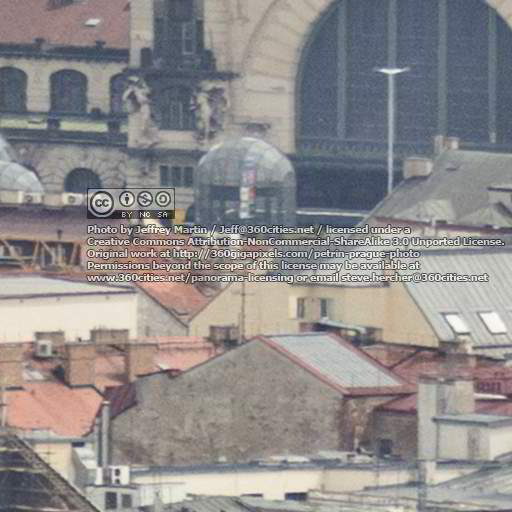 cc
BY NC SA
Photo by Jeffrey Martin / Jeff@360cities.net / licensed under a
Creative Commons Attribution-NonCommercial-ShareAlike 3.0 Unported License.
Original work at http://360gigapixels.com/petrin-prague-photo
Permissions beyond the scope of this license may be available at
www.360cities.net/panorama-licensing or email steve.hercher@360cities.net